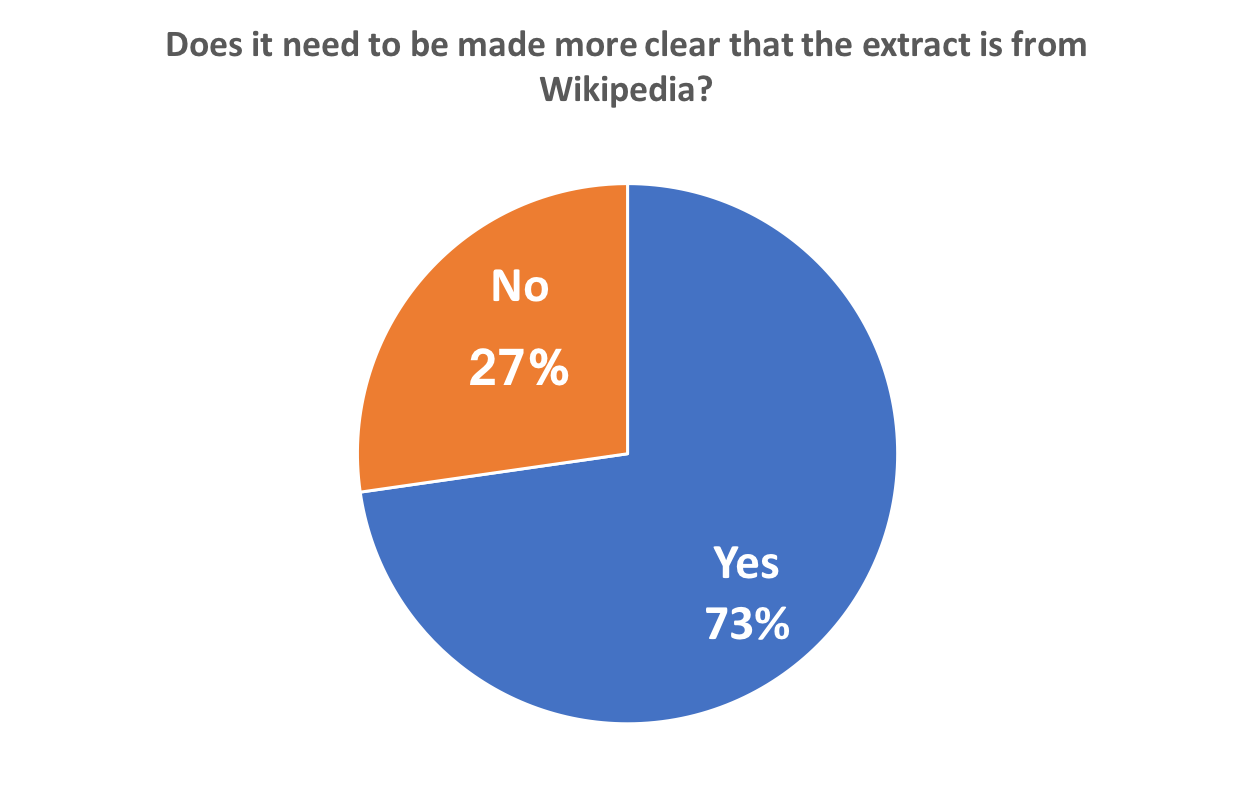 Does it need to be made more clear that the extract is from
Wikipedia?
No
27%
Yes
73%